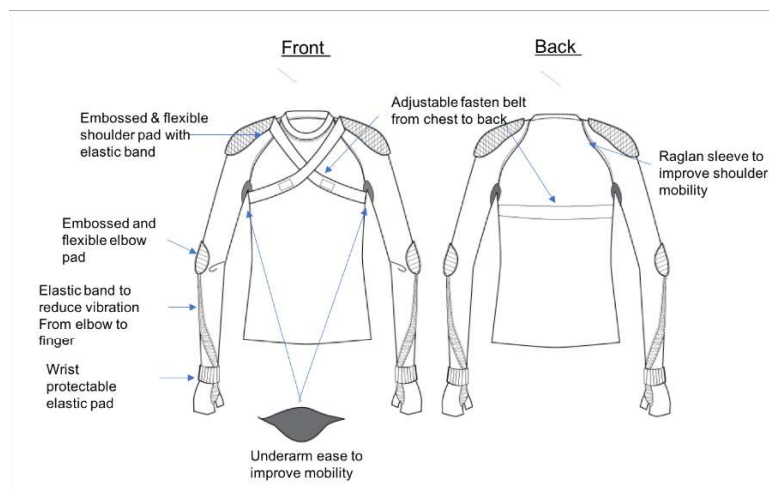 Front
Back
Embossed & flexible
shoulder pad with
elastic band
Adjustable fasten belt
from chest to back
Raglan sleeve to
improve shoulder
mobility
Embossed and
flexible elbow
pad
Elastic band to
reduce vibration
From elbow to
finger
Wrist
protectable
elastic pad
Underarm ease to
improve mobility